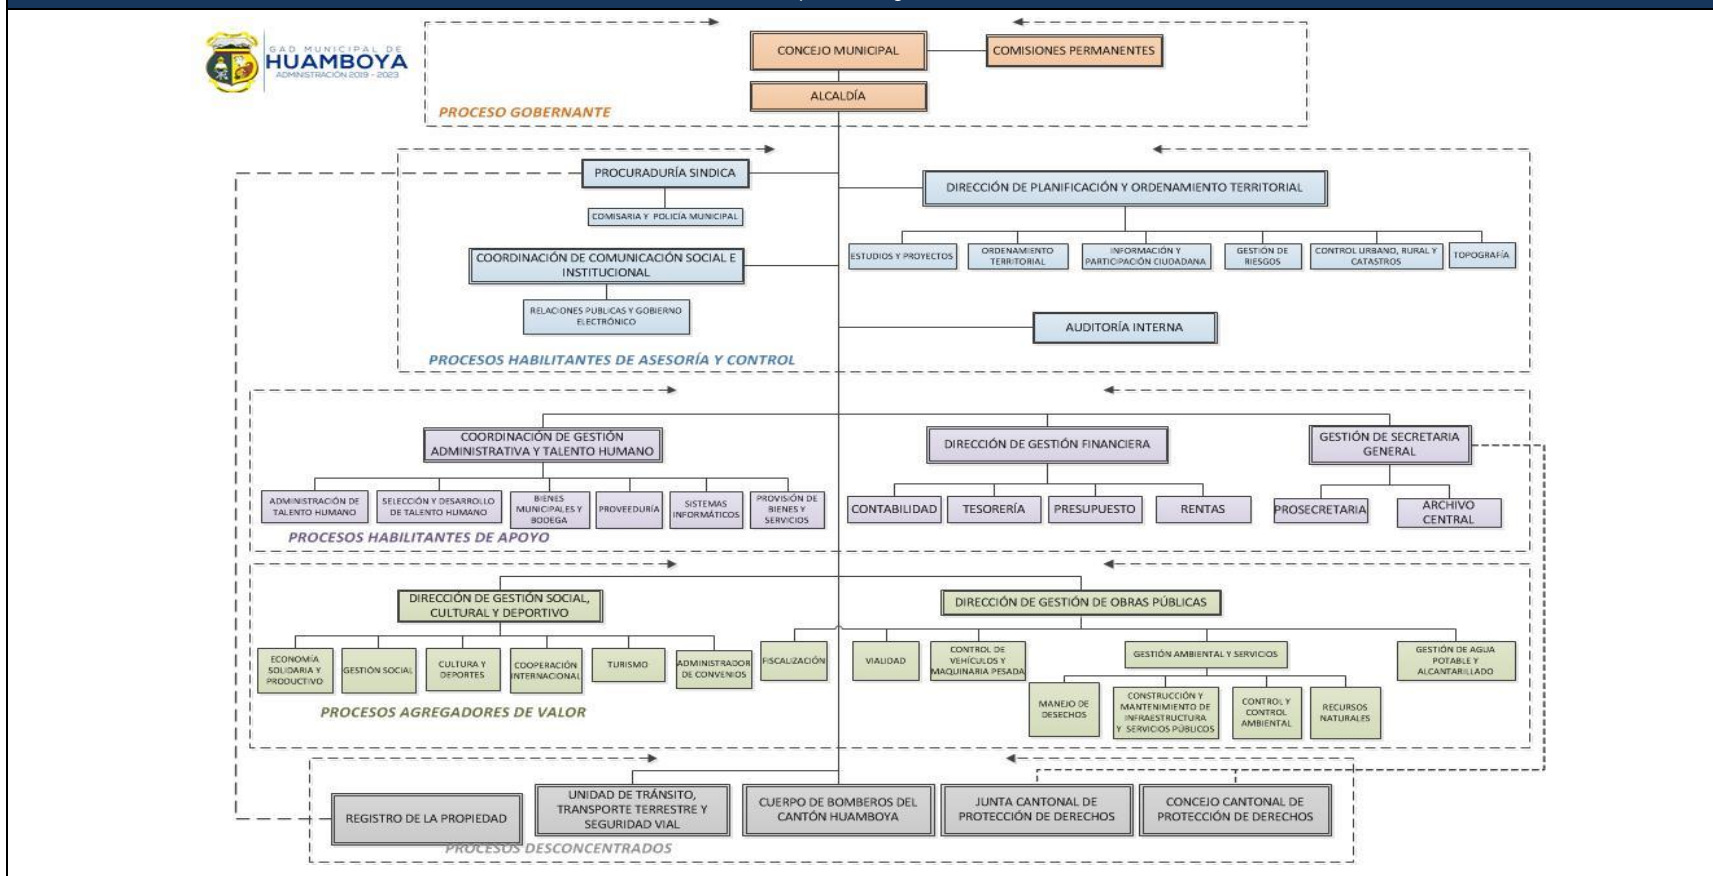 GAD MUNICIPAL DE
HUAMBOYA
ADMINISTRACIÓN 2019 - 2023
CONCEJO MUNICIPAL
COMISIONES PERMANENTES
ALCALDÍA
PROCESO GOBERNANTE
PROCURADURÍA SINDICA
COMISARIA Y POLICÍA MUNICIPAL
DIRECCIÓN DE PLANIFICACIÓN Y ORDENAMIENTO TERRITORIAL
COORDINACIÓN DE COMUNICACIÓN SOCIAL E
INSTITUCIONAL
ESTUDIOS Y PROYECTOS
ORDENAMIENTO
TERRITORIAL
INFORMACIÓN Y
PARTICIPACIÓN CIUDADANA
GESTIÓN DE
RIESGOS
CONTROL URBANO, RURAL Y
CATASTROS
TOPOGRAFÍA
RELACIONES PUBLICAS Y GOBIERNO
ELECTRÓNICO
AUDITORÍA INTERNA
PROCESOS HABILITANTES DE ASESORÍA Y CONTROL
COORDINACIÓN DE GESTIÓN
ADMINISTRATIVA Y TALENTO HUMANO
DIRECCIÓN DE GESTIÓN FINANCIERA
GESTIÓN DE SECRETARIA
GENERAL
ADMINISTRACIÓN DE
TALENTO HUMANO
SELECCIÓN Y DESARROLLO
DE TALENTO HUMANO
BIENES
MUNICIPALES Y
BODEGA
PROVEEDURÍA
SISTEMAS
INFORMÁTICOS
PROVISIÓN DE
BIENES Y
SERVICIOS
CONTABILIDAD
TESORERÍA
PRESUPUESTO
RENTAS
PROSECRETARIA
ARCHIVO
CENTRAL
PROCESOS HABILITANTES DE APOYO
DIRECCIÓN DE GESTIÓN SOCIAL,
CULTURAL Y DEPORTIVO
DIRECCIÓN DE GESTIÓN DE OBRAS PÚBLICAS
ECONOMÍA
SOLIDARIA Y
PRODUCTIVO
GESTIÓN SOCIAL
CULTURA Y
DEPORTES
COOPERACIÓN
INTERNACIONAL
TURISMO
ADMINISTRADOR
DE CONVENIOS
FISCALIZACIÓN
VIALIDAD
CONTROL DE
VEHÍCULOS Y
MAQUINARIA PESADA
GESTIÓN AMBIENTAL Y SERVICIOS
GESTIÓN DE AGUA
POTABLE Y
ALCANTARILLADO
MANEJO DE
DESECHOS
CONSTRUCCIÓN Y
MANTENIMIENTO DE
INFRAESTRUCTURA
Y SERVICIOS PÚBLICOS
CONTROL Y
CONTROL
AMBIENTAL
RECURSOS
NATURALES
PROCESOS AGREGADORES DE VALOR
REGISTRO DE LA PROPIEDAD
UNIDAD DE TRÁNSITO,
TRANSPORTE TERRESTRE Y
SEGURIDAD VIAL
CUERPO DE BOMBEROS DEL
CANTÓN HUAMBOYA
JUNTA CANTONAL DE
PROTECCIÓN DE DERECHOS
CONCEJO CANTONAL DE
PROTECCIÓN DE DERECHOS
PROCESOS DESCONCENTRADOS